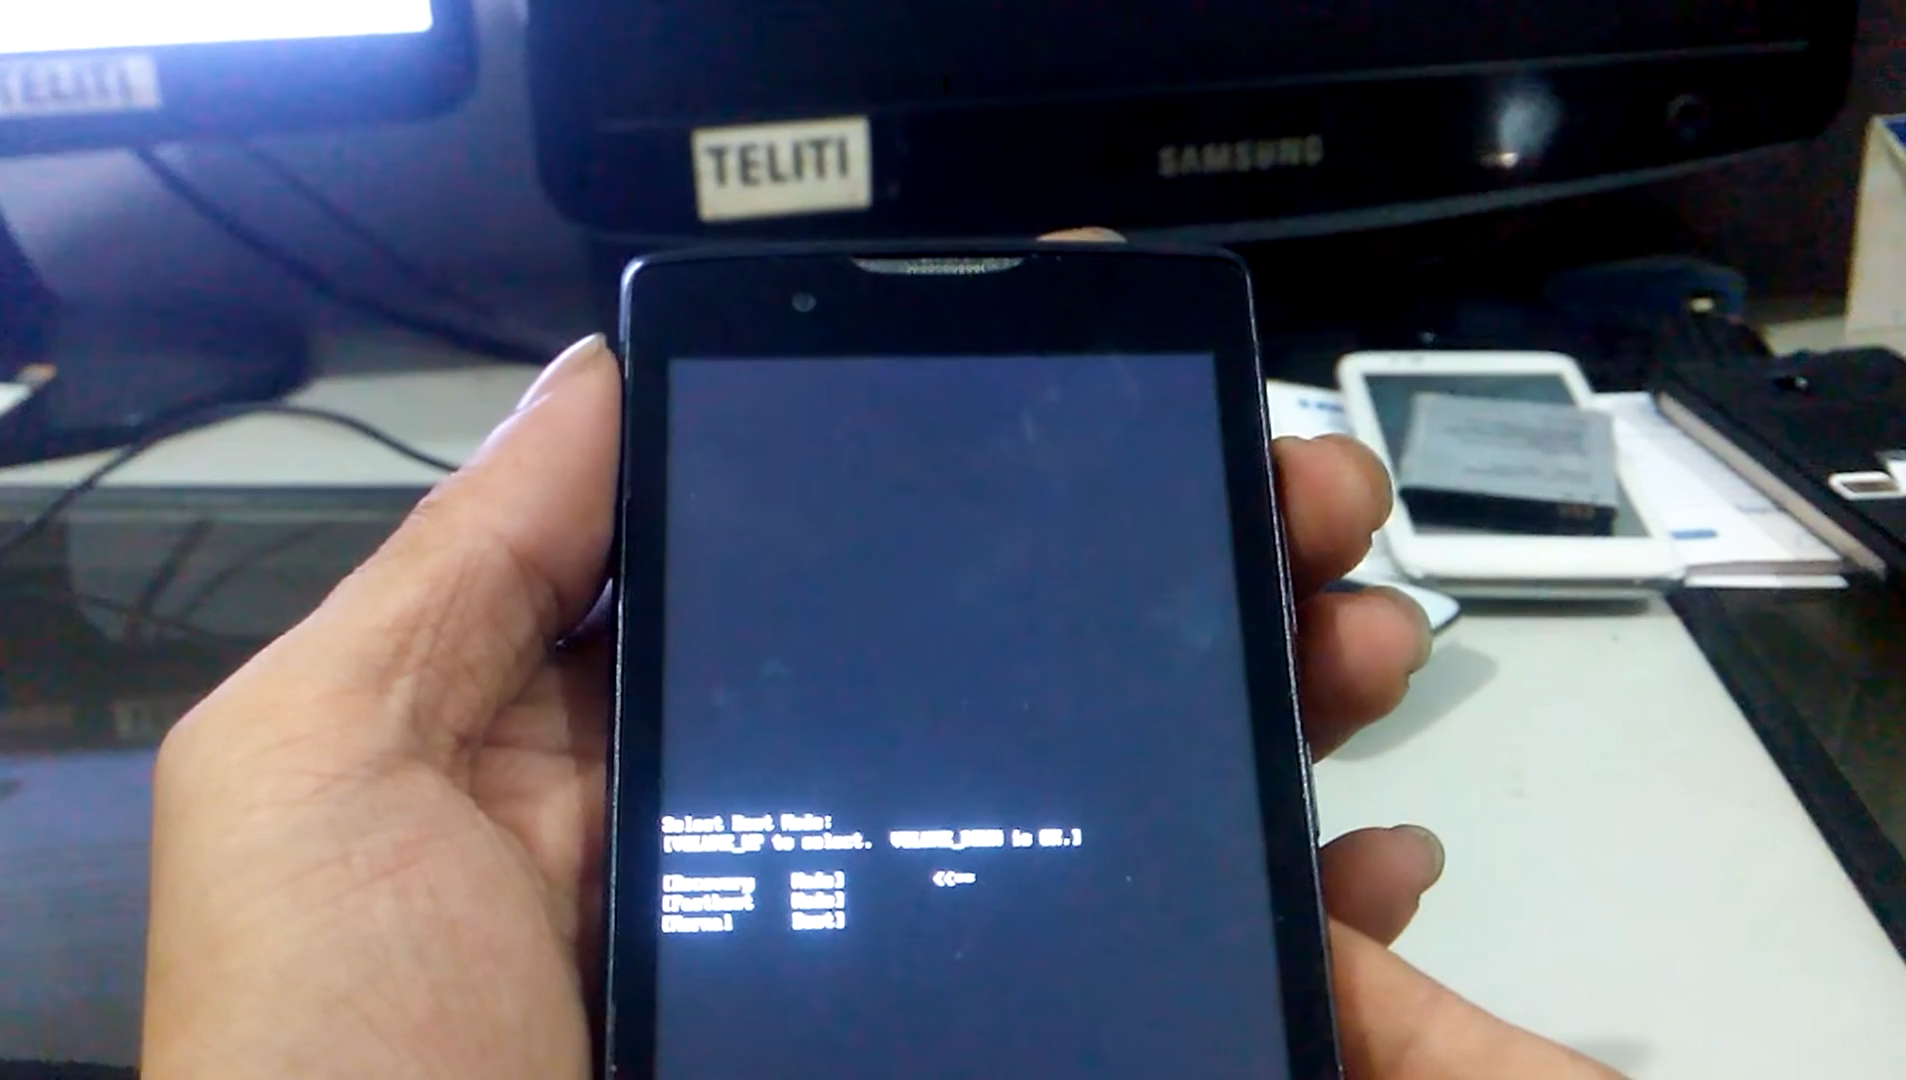 TELITI
TELITI
SAMSUNG
Select Boot Mode:
[VOLUME_UP to select. VOLUME_DOWN is OK.]
[Recovery Mode] <<==
[Fastboot Mode]
[Normal Boot]